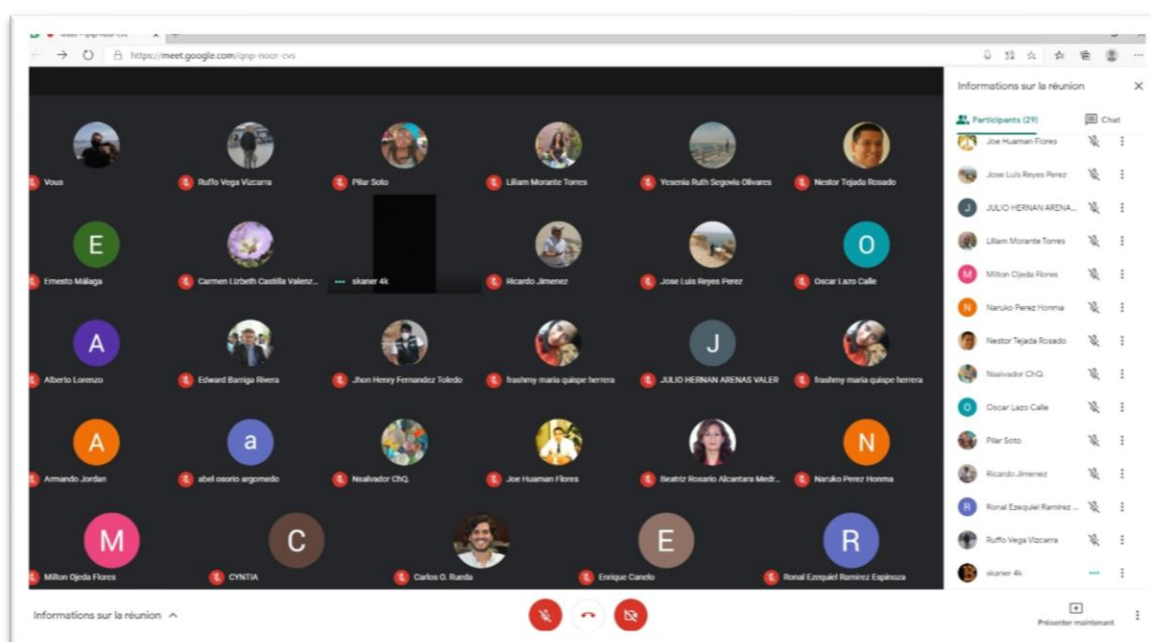 https://meet.google.com/qnp-noor-cvs
Informations sur la réunion
Participants (29)
Chat
Vous
Ruffo Vega Vizcarra
Pilar Soto
Liliam Morante Torres
Yesenia Ruth Segovia Olivares
Nestor Tejada Rosado
E
O
Ernesto Málaga
Carmen Lizbeth Castilla Valenz...
skaner 4k
Ricardo Jimenez
Jose Luis Reyes Perez
Oscar Lazo Calle
A
J
Alberto Lorenzo
Edward Barriga Rivera
Jhon Henry Fernandez Toledo
frashmy maria quispe herrera
JULIO HERNAN ARENAS VALER
frashmy maria quispe herrera
A
a
N
Armando Jordan
abel osorio argomedo
Nsalvador ChQ.
Joe Huaman Flores
Beatriz Rosario Alcantara Medr...
Naruko Perez Honma
M
C
E
R
Milton Ojeda Flores
CYNTIA
Carlos O. Rueda
Enrique Canelo
Ronal Ezequiel Ramirez Espinoza
Joe Huaman Flores
Jose Luis Reyes Perez
J
JULIO HERNAN ARENA...
Liliam Morante Torres
M
Milton Ojeda Flores
N
Naruko Perez Honma
Nestor Tejada Rosado
Nsalvador ChQ.
O
Oscar Lazo Calle
Pilar Soto
Ricardo Jimenez
R
Ronal Ezequiel Ramirez ...
Ruffo Vega Vizcarra
skaner 4k
Informations sur la réunion
Présenter maintenant